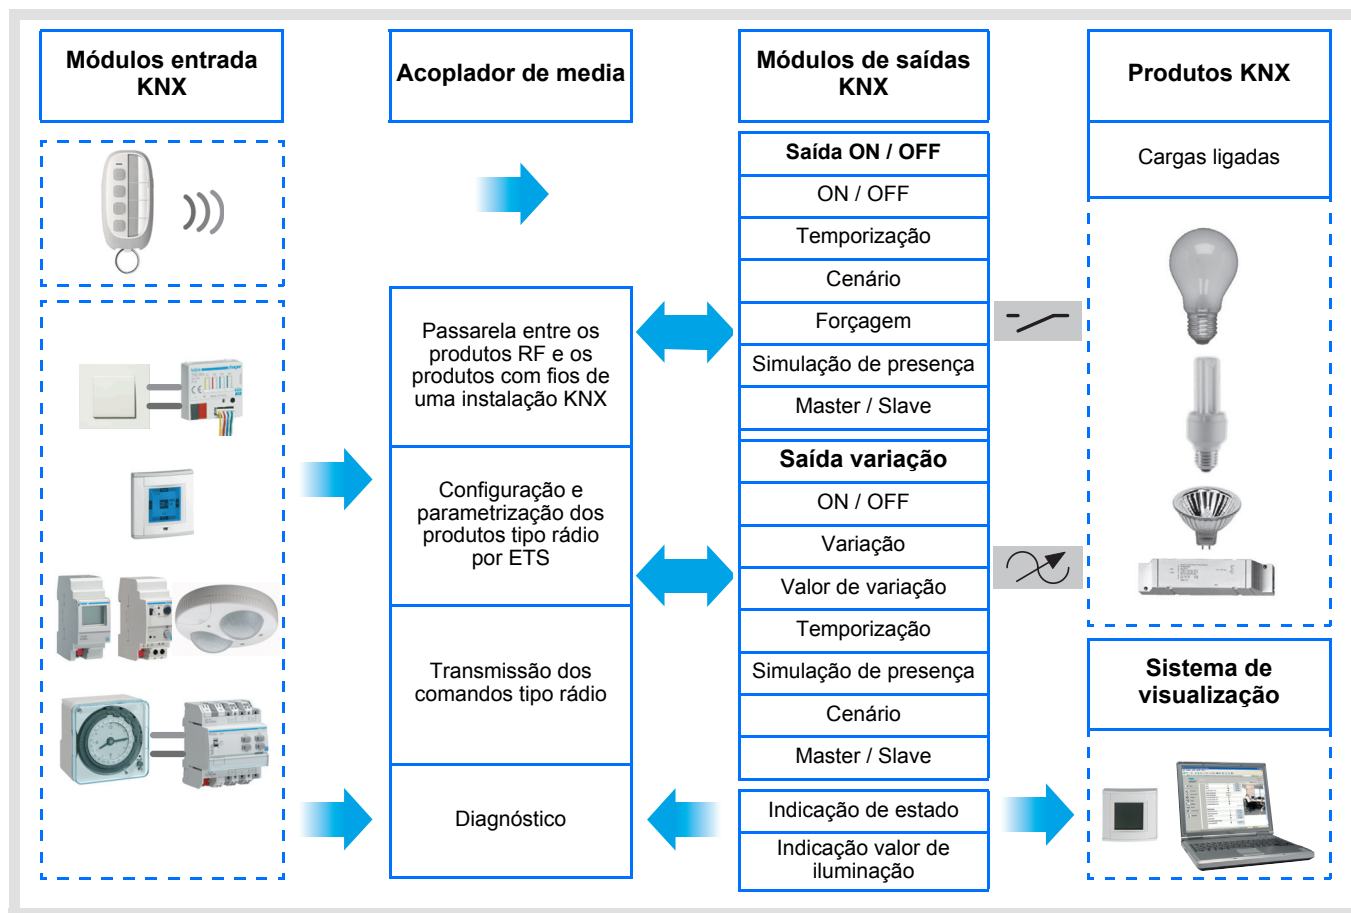 Módulos entrada
KNX
Acoplador de media
Passarela entre os
produtos RF e os
produtos com fios de
uma instalação KNX
Configuração e
parametrização dos
produtos tipo rádio
por ETS
Transmissão dos
comandos tipo rádio
Diagnóstico
Módulos de saídas
KNX
Saída ON / OFF
ON / OFF
Temporização
Cenário
Forçagem
Simulação de presença
Master / Slave
Saída variação
ON / OFF
Variação
Valor de variação
Temporização
Simulação de presença
Cenário
Master / Slave
Indicação de estado
Indicação valor de
iluminação
Produtos KNX
Cargas ligadas
Sistema de
visualização